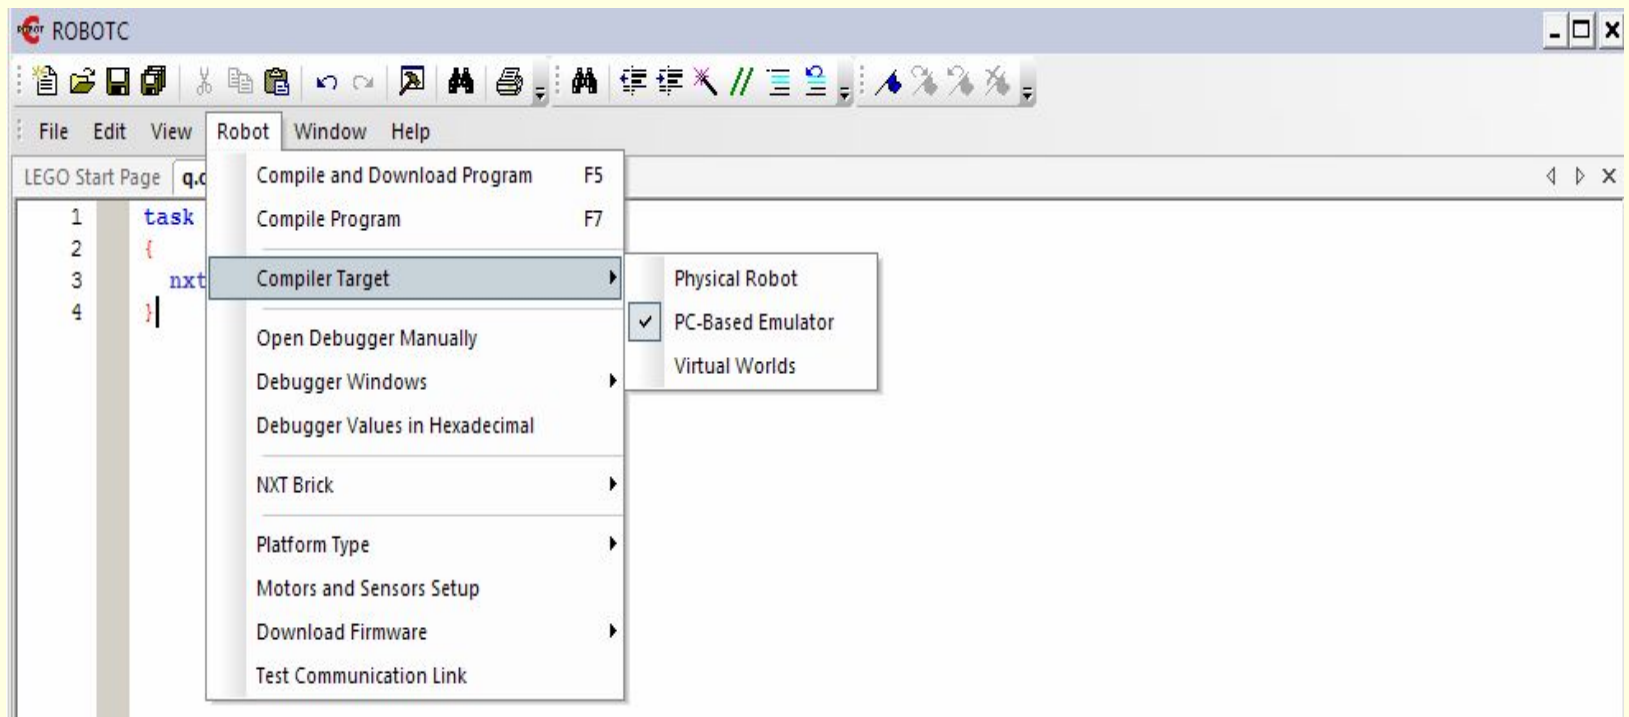 ROBOTC
File Edit View Robot Window Help
LEGO Start Page q.c
Compile and Download Program F5
Compile Program F7
Compiler Target
Open Debugger Manually
Debugger Windows
Debugger Values in Hexadecimal
NXT Brick
Platform Type
Motors and Sensors Setup
Download Firmware
Test Communication Link
Physical Robot
PC-Based Emulator
Virtual Worlds
1 task
2 {
3 nxt
4 }